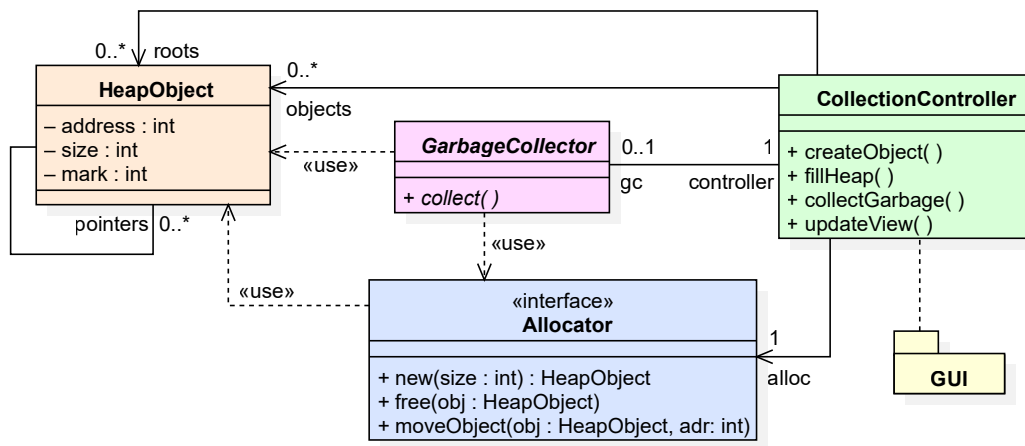 0..* roots
HeapObject
– address : int
– size : int
– mark : int
pointers 0..*
0..*
objects
«use»
GarbageCollector
+ collect( )
0..1
gc
1
controller
CollectionController
+ createObject( )
+ fillHeap( )
+ collectGarbage( )
+ updateView( )
«use»
«use»
«interface»
Allocator
+ new(size : int) : HeapObject
+ free(obj : HeapObject)
+ moveObject(obj : HeapObject, adr: int)
1
alloc
GUI